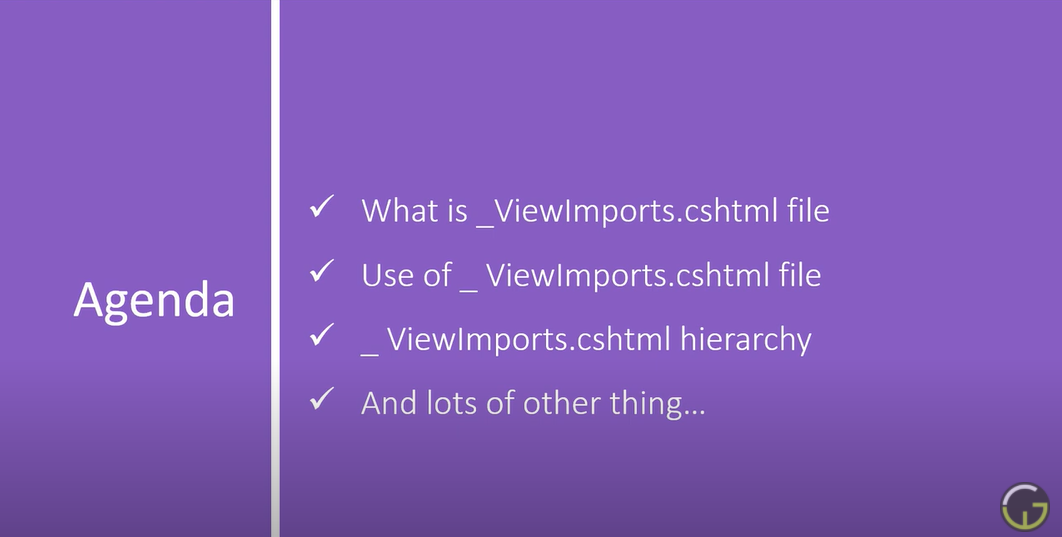 Agenda
✓ What is _ViewImports.cshtml file
✓ Use of _ ViewImports.cshtml file
✓ _ ViewImports.cshtml hierarchy
✓ And lots of other thing...